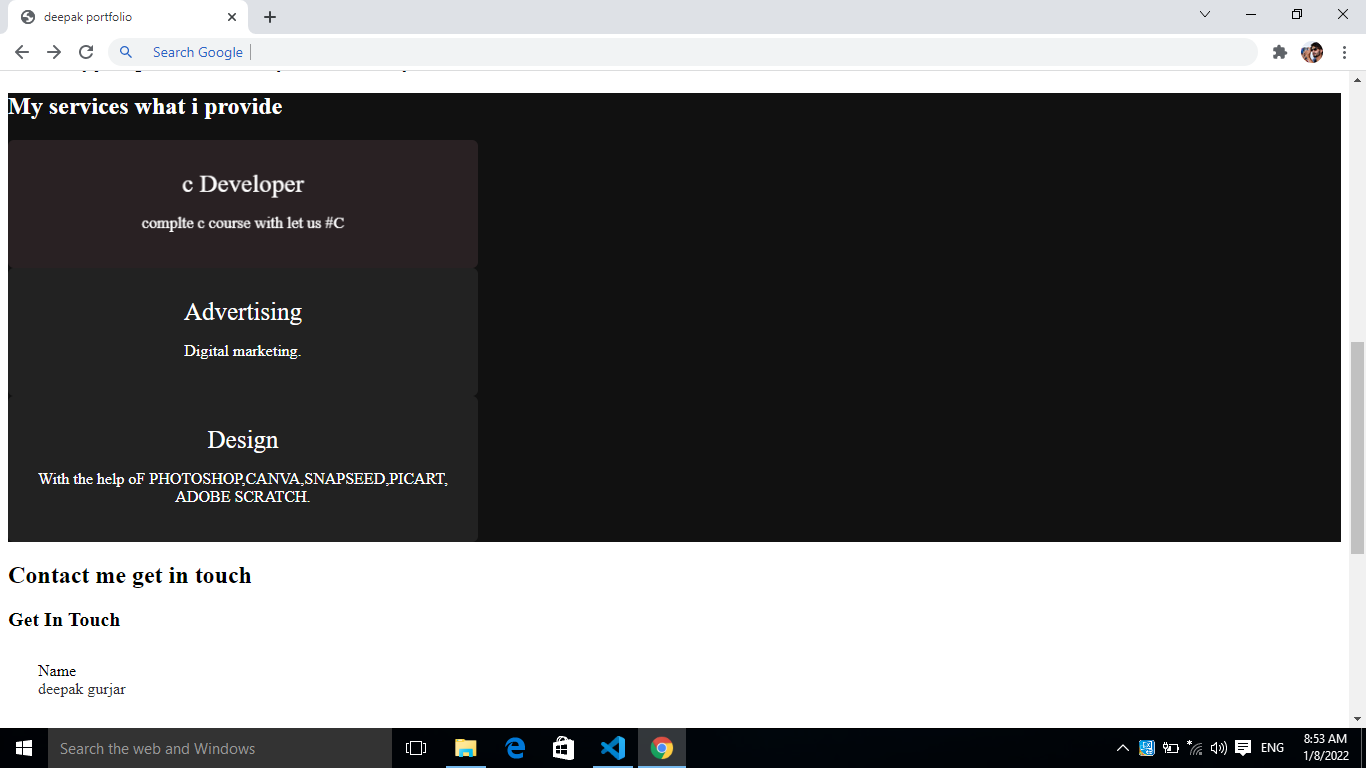 deepak portfolio
Search Google
My services what i provide
c Developer
complte c course with let us #C
Advertising
Digital marketing.
Design
With the help oF PHOTOSHOP,CANVA,SNAPSEED,PICART,
ADOBE SCRATCH.
Contact me get in touch
Get In Touch
Name
deepak gurjar
Search the web and Windows
ENG
8:53 AM
1/8/2022